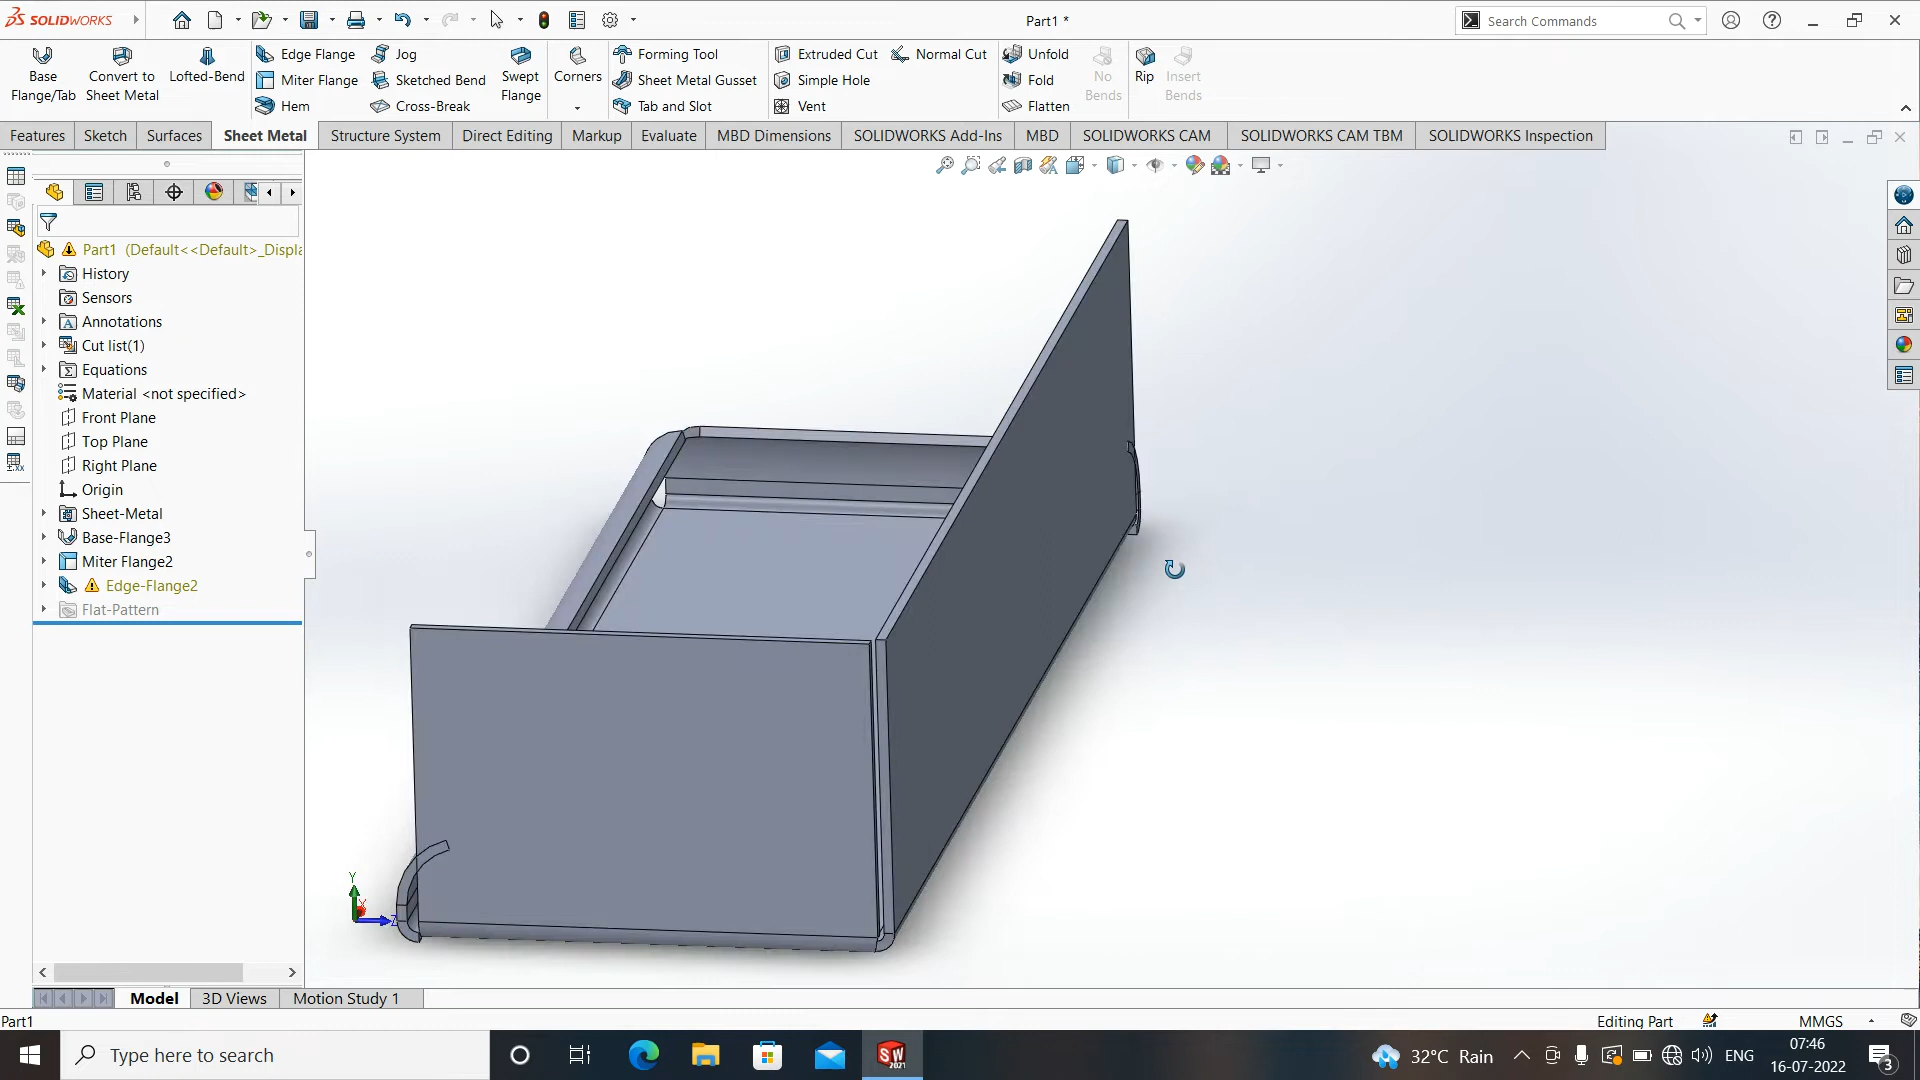 SOLIDWORKS
Part1 *
Search Commands
Base Flange/Tab
Convert to Sheet Metal
Lofted-Bend
Edge Flange
Miter Flange
Hem
Jog
Sketched Bend
Cross-Break
Swept Flange
Corners
Forming Tool
Sheet Metal Gusset
Tab and Slot
Extruded Cut
Simple Hole
Vent
Normal Cut
Unfold
Fold
Flatten
No Bends
Rip
Insert Bends
Features
Sketch
Surfaces
Sheet Metal
Structure System
Direct Editing
Markup
Evaluate
MBD Dimensions
SOLIDWORKS Add-Ins
MBD
SOLIDWORKS CAM
SOLIDWORKS CAM TBM
SOLIDWORKS Inspection
Part1 (Default<<Default>_Displa
History
Sensors
Annotations
Cut list(1)
Equations
Material <not specified>
Front Plane
Top Plane
Right Plane
Origin
Sheet-Metal
Base-Flange3
Miter Flange2
Edge-Flange2
Flat-Pattern
Y
X
Z
Model
3D Views
Motion Study 1
Part1
Editing Part
MMGS
Type here to search
SW
2021
32°C Rain
ENG
07:46
16-07-2022
3